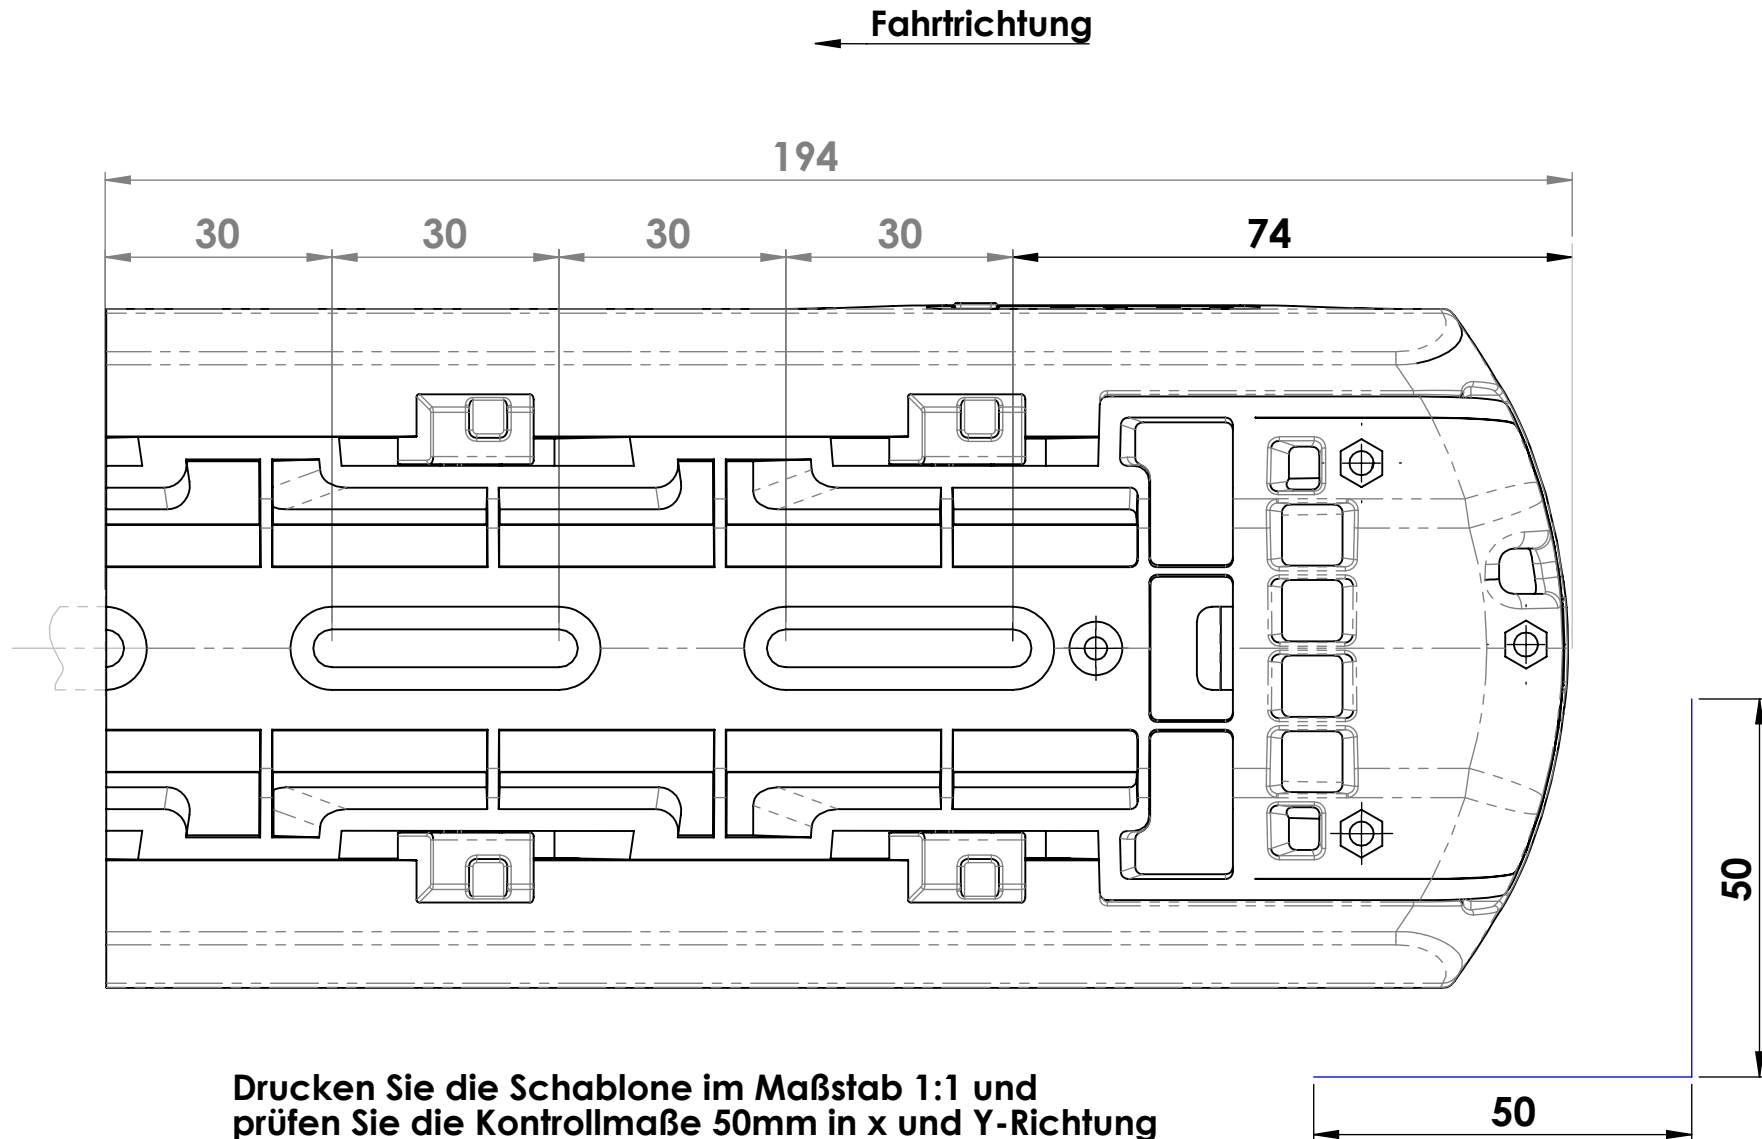 Fahrtrichtung
194
30 30 30 30 74
50
Drucken Sie die Schablone im Maßstab 1:1 und
prüfen Sie die Kontrollmaße 50mm in x und Y-Richtung
50